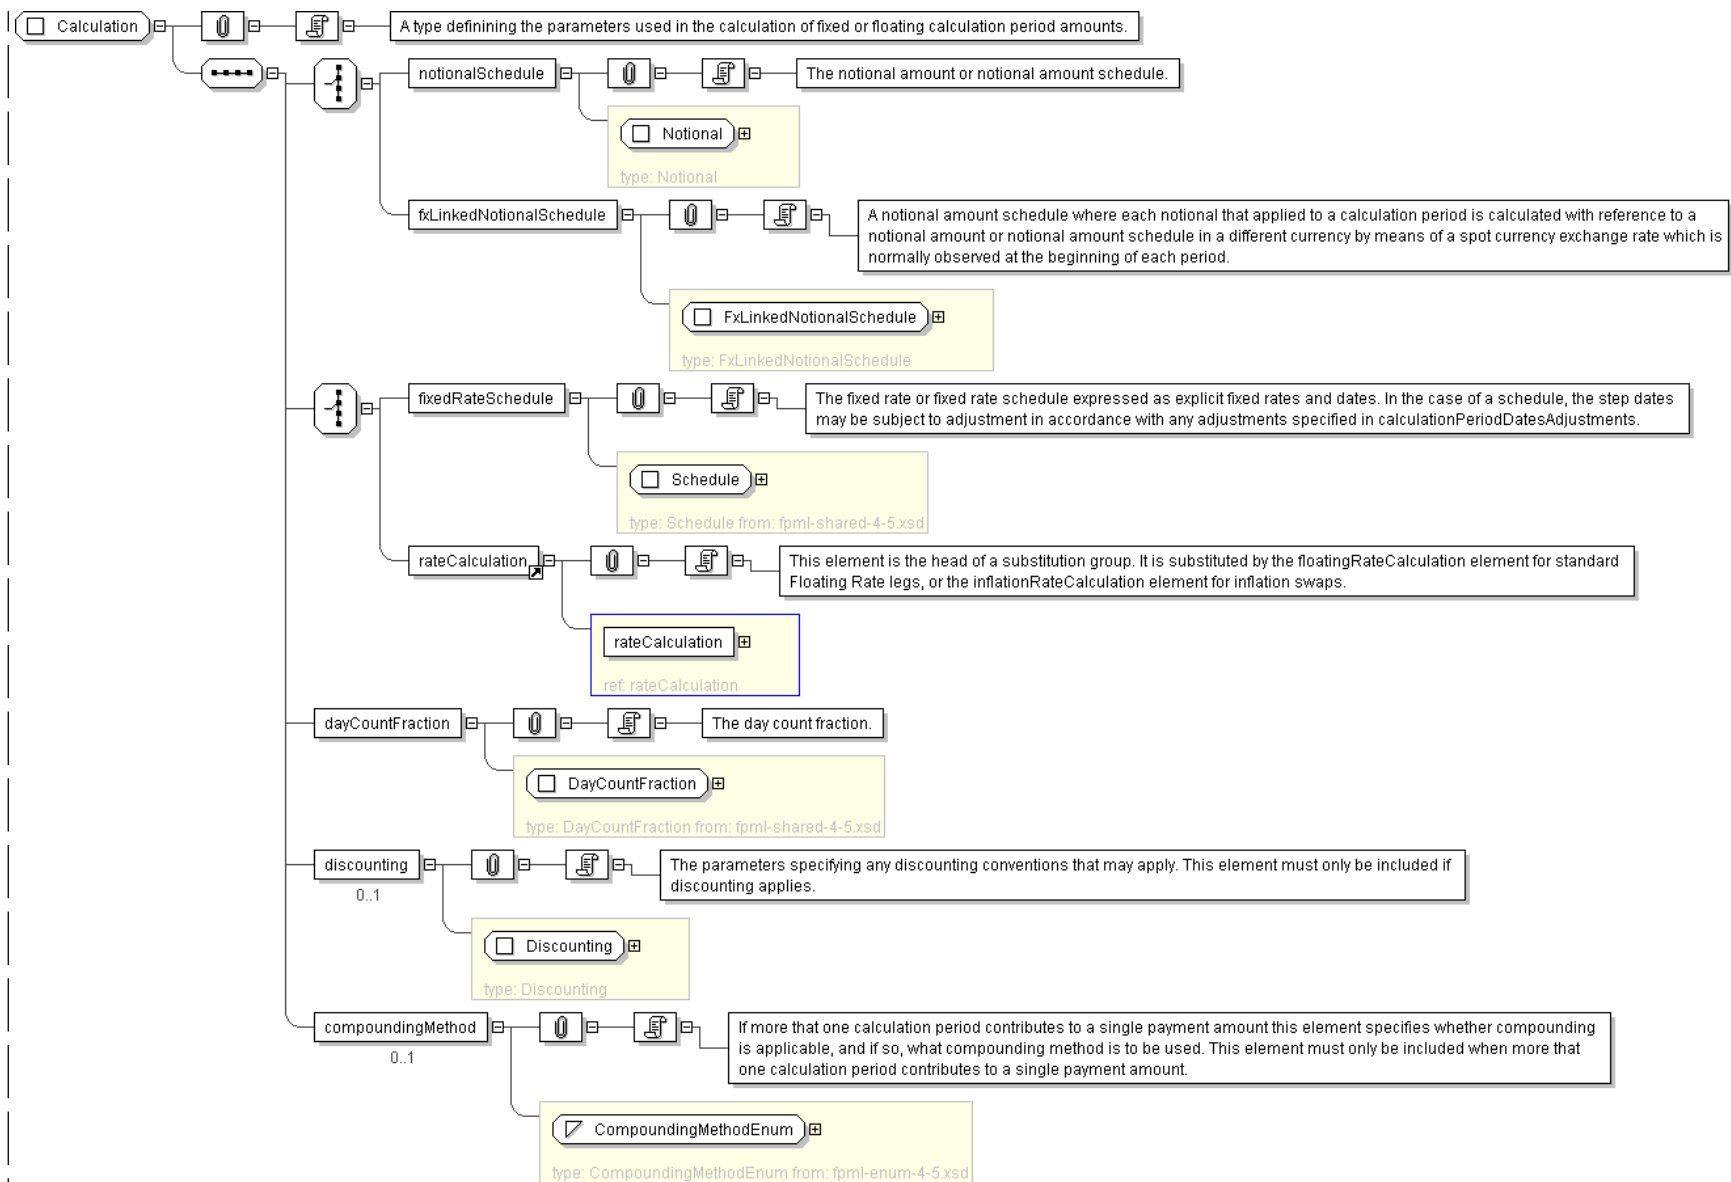 Calculation
A type definining the parameters used in the calculation of fixed or floating calculation period amounts.
notionalSchedule
The notional amount or notional amount schedule.
Notional
type: Notional
fxLinkedNotionalSchedule
A notional amount schedule where each notional that applied to a calculation period is calculated with reference to a
notional amount or notional amount schedule in a different currency by means of a spot currency exchange rate which is
normally observed at the beginning of each period.
FxLinkedNotionalSchedule
type: FxLinkedNotionalSchedule
fixedRateSchedule
The fixed rate or fixed rate schedule expressed as explicit fixed rates and dates. In the case of a schedule, the step dates
may be subject to adjustment in accordance with any adjustments specified in calculationPeriodDatesAdjustments.
Schedule
type: Schedule from: fpml-shared-4-5.xsd
rateCalculation
This element is the head of a substitution group. It is substituted by the floatingRateCalculation element for standard
Floating Rate legs, or the inflationRateCalculation element for inflation swaps.
rateCalculation
ref: rateCalculation
dayCountFraction
The day count fraction.
DayCountFraction
type: DayCountFraction from: fpml-shared-4-5.xsd
discounting
0..1
The parameters specifying any discounting conventions that may apply. This element must only be included if
discounting applies.
Discounting
type: Discounting
compoundingMethod
0..1
If more that one calculation period contributes to a single payment amount this element specifies whether compounding
is applicable, and if so, what compounding method is to be used. This element must only be included when more that
one calculation period contributes to a single payment amount.
CompoundingMethodEnum
type: CompoundingMethodEnum from: fpml-enum-4-5.xsd